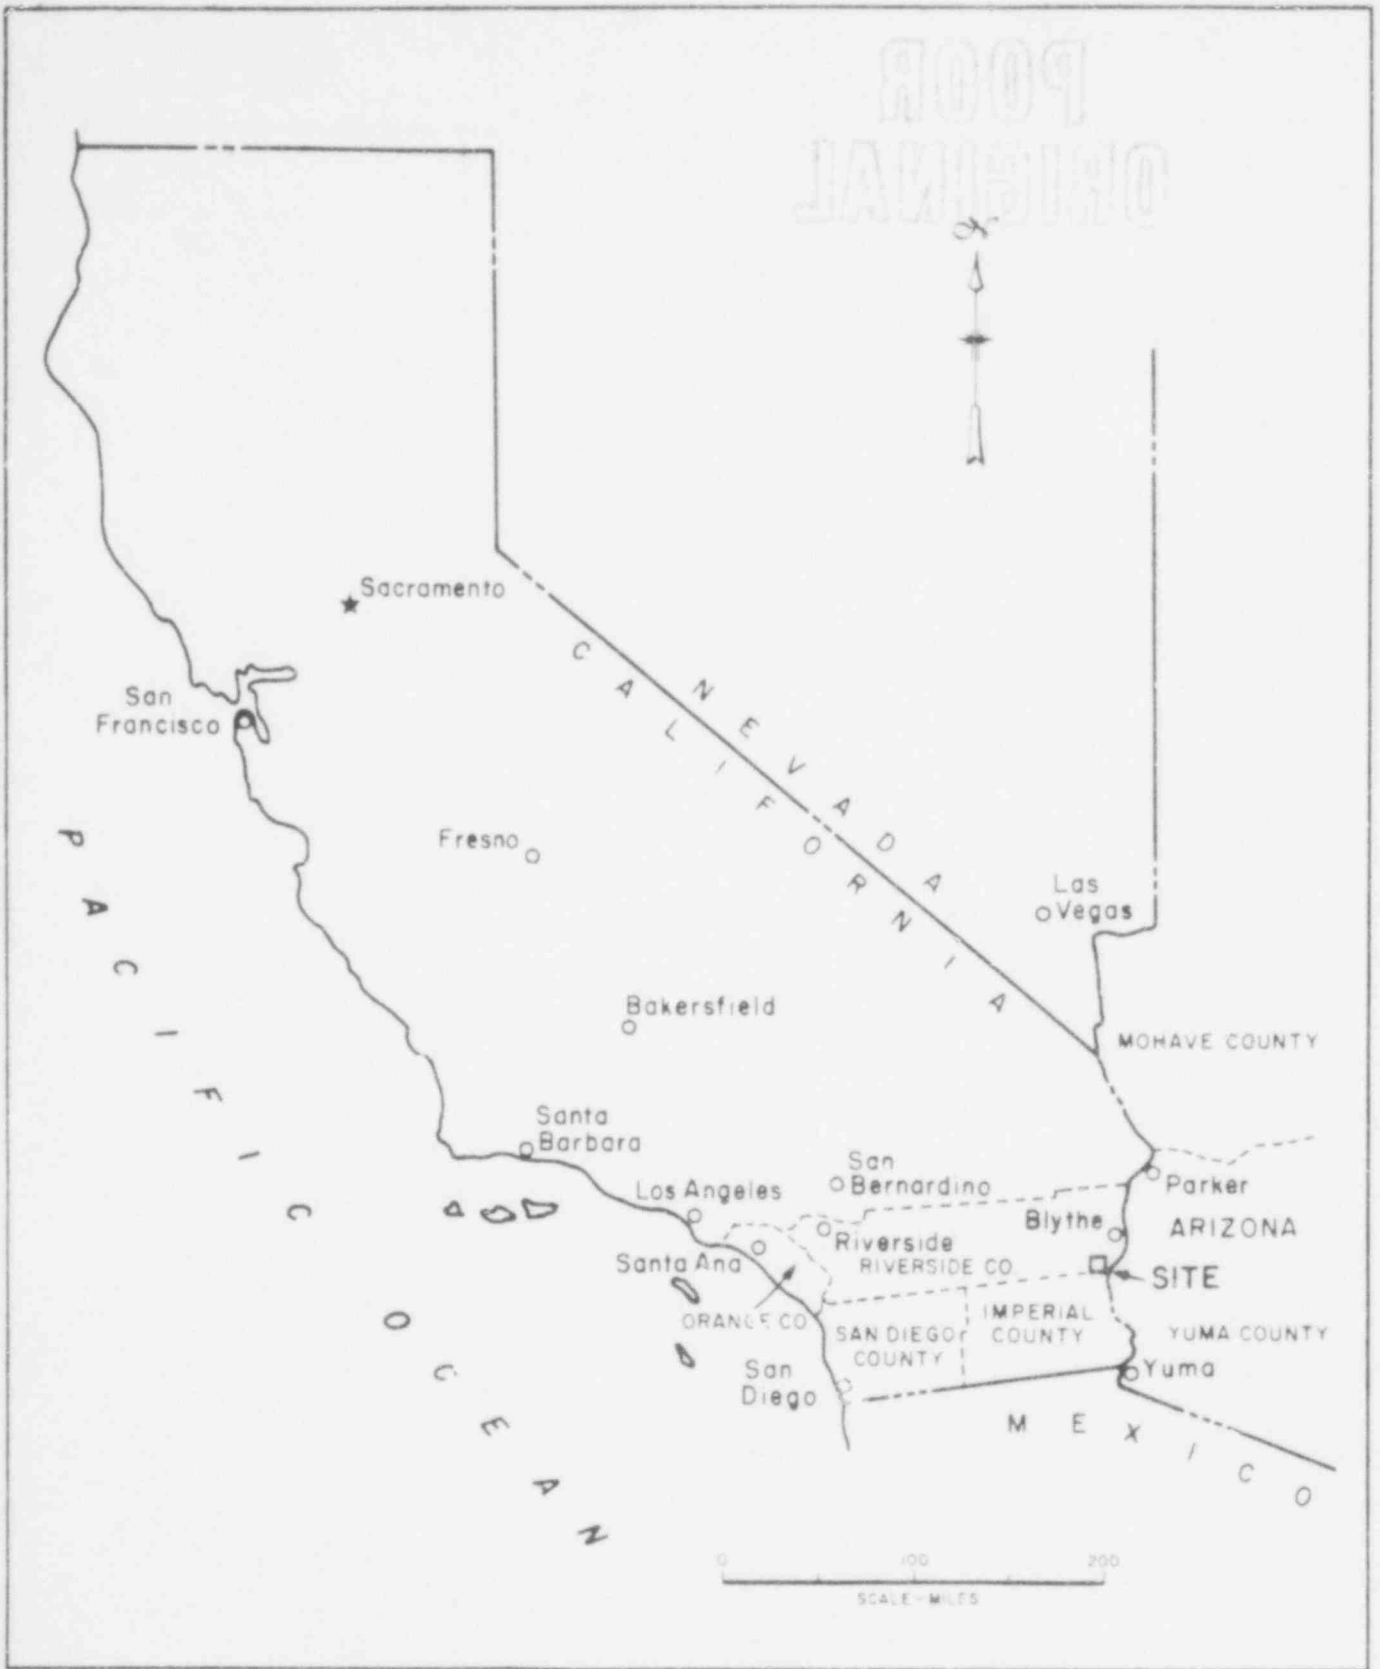 POOR
ORIGINAL
Sacramento
San
Francisco
NEVADA
CALIFORNIA
Fresno
Las
Vegas
PACIFIC OCEAN
Bakersfield
MOHAVE COUNTY
Santa
Barbara
San
Bernardino
Los Angeles
Parker
Blythe
ARIZONA
Riverside
Santa Ana
RIVERSIDE CO.
SITE
ORANGE CO.
SAN DIEGO
COUNTY
IMPERIAL
COUNTY
YUMA COUNTY
San
Diego
Yuma
MEXICO
0 100 200
SCALE-MILES